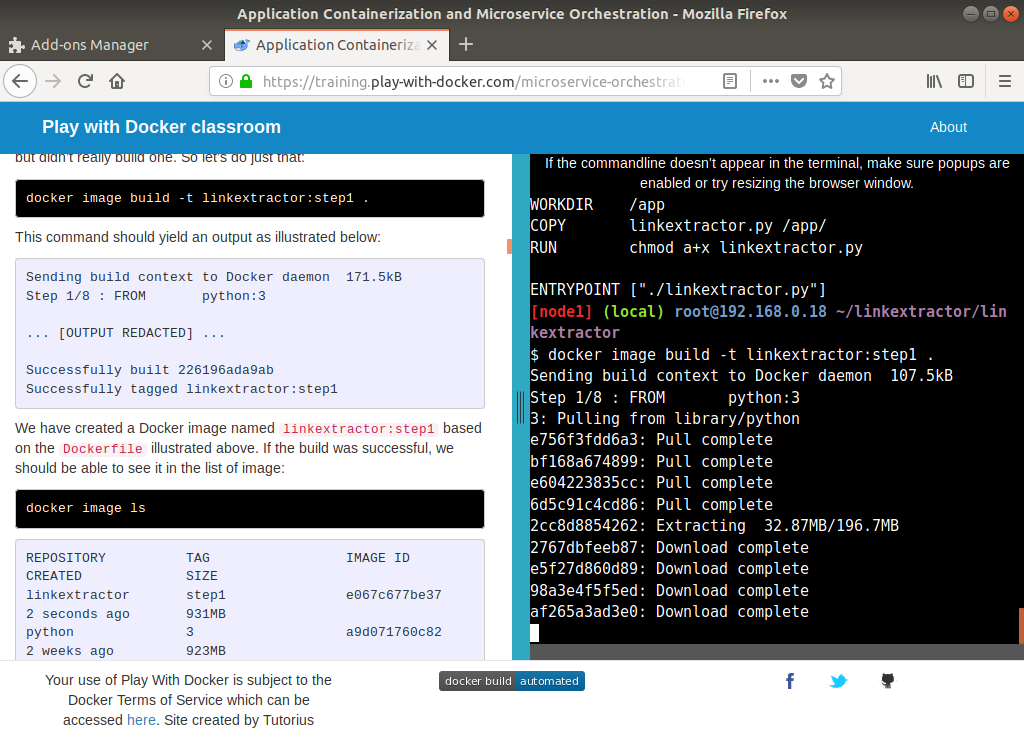 Application Containerization and Microservice Orchestration - Mozilla Firefox
Add-ons Manager
Application Containeriza
https://training.play-with-docker.com/microservice-orchestrati
Play with Docker classroom
About
but didn't really build one. So let's do just that:
docker image build -t linkextractor:step1 .
This command should yield an output as illustrated below:
Sending build context to Docker daemon  171.5kB
Step 1/8 : FROM       python:3
... [OUTPUT REDACTED] ...
Successfully built 226196ada9ab
Successfully tagged linkextractor:step1
We have created a Docker image named linkextractor:step1 based
on the Dockerfile illustrated above. If the build was successful, we
should be able to see it in the list of image:
docker image ls
REPOSITORY          TAG                 IMAGE ID
CREATED             SIZE
linkextractor       step1               e067c677be37
2 seconds ago       931MB
python              3                   a9d071760c82
2 weeks ago         923MB
If the commandline doesn't appear in the terminal, make sure popups are
enabled or try resizing the browser window.
WORKDIR    /app
COPY       linkextractor.py /app/
RUN        chmod a+x linkextractor.py
ENTRYPOINT ["./linkextractor.py"]
[node1] (local) root@192.168.0.18 ~/linkextractor/lin
kextractor
$ docker image build -t linkextractor:step1 .
Sending build context to Docker daemon  107.5kB
Step 1/8 : FROM       python:3
3: Pulling from library/python
e756f3fdd6a3: Pull complete
bf168a674899: Pull complete
e604223835cc: Pull complete
6d5c91c4cd86: Pull complete
2cc8d8854262: Extracting  32.87MB/196.7MB
2767dbfeeb87: Download complete
e5f27d860d89: Download complete
98a3e4f5f5ed: Download complete
af265a3ad3e0: Download complete
Your use of Play With Docker is subject to the
Docker Terms of Service which can be
accessed here. Site created by Tutorius
docker build automated